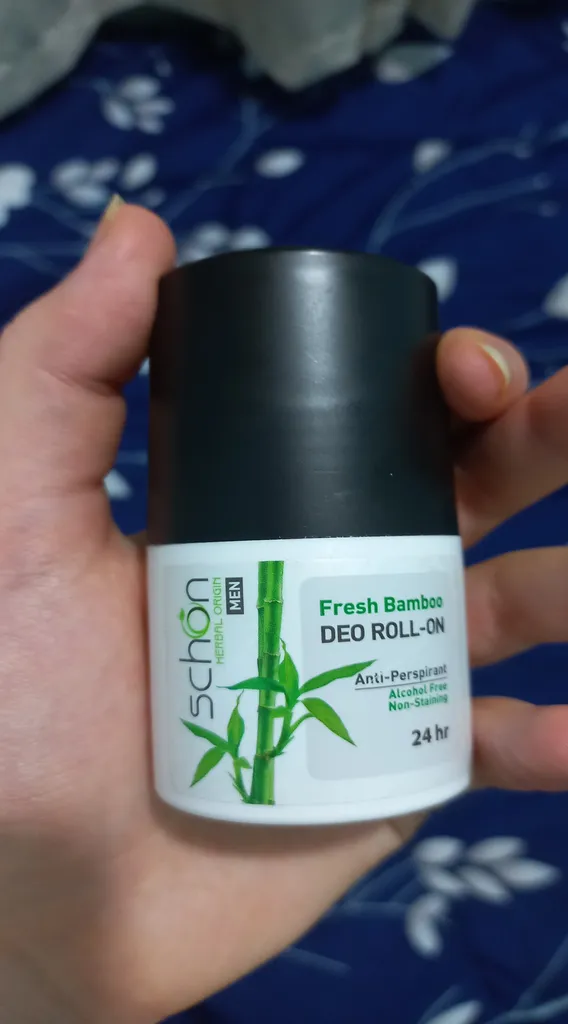 schön
HERBAL ORIGIN
MEN
Fresh Bamboo
DEO ROLL-ON
Anti-Perspirant
Alcohol Free
Non-Staining
24 hr